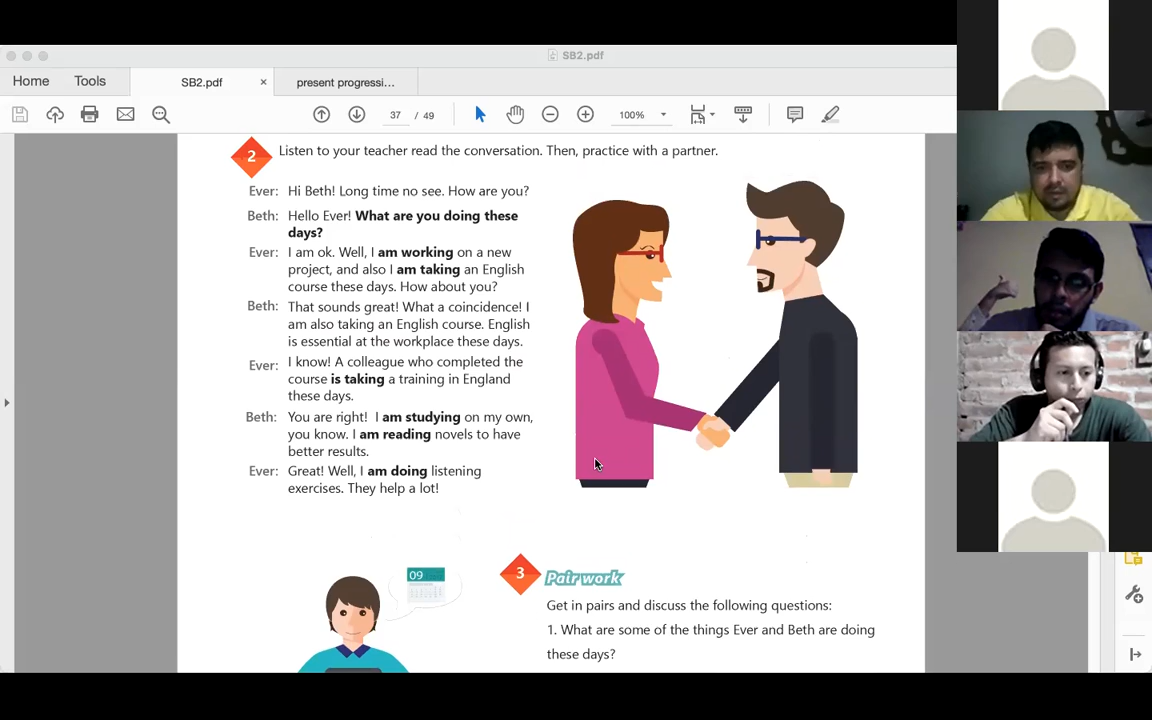 SB2.pdf
Home
Tools
SB2.pdf
×
present progressi...
37 / 49
100%
2
Listen to your teacher read the conversation. Then, practice with a partner.
Ever: Hi Beth! Long time no see. How are you?
Beth: Hello Ever! What are you doing these
days?
Ever: I am ok. Well, I am working on a new
project, and also I am taking an English
course these days. How about you?
Beth: That sounds great! What a coincidence! I
am also taking an English course. English
is essential at the workplace these days.
Ever: I know! A colleague who completed the
course is taking a training in England
these days.
Beth: You are right! I am studying on my own,
you know. I am reading novels to have
better results.
Ever: Great! Well, I am doing listening
exercises. They help a lot!
09
3
Pair work
Get in pairs and discuss the following questions:
1. What are some of the things Ever and Beth are doing
these days?